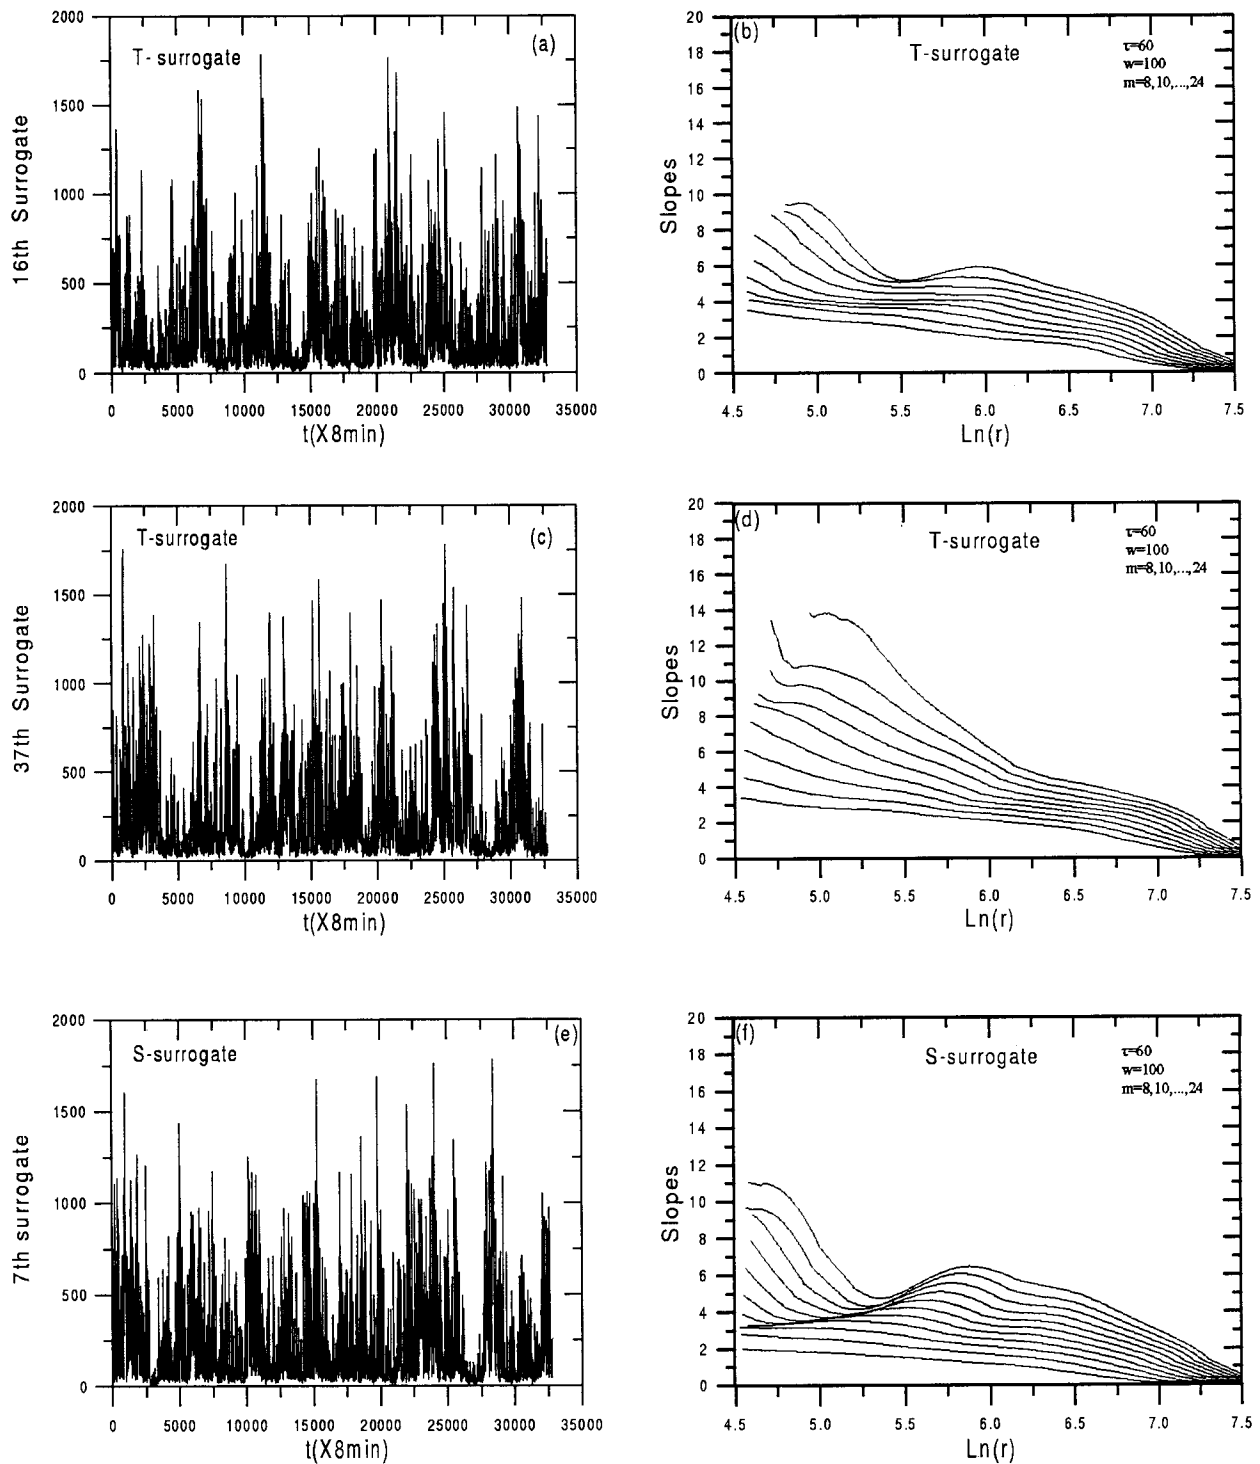 (a)
T- surrogate
2000
1500
1000
500
0
16th Surrogate
0 5000 10000 15000 20000 25000 30000 35000
t(X8min)
(b)
T-surrogate
τ=60
w=100
m=8,10,...,24
20
18
16
14
12
10
8
6
4
2
0
Slopes
4.5 5.0 5.5 6.0 6.5 7.0 7.5
Ln(r)
(c)
T-surrogate
2000
1500
1000
500
0
37th Surrogate
0 5000 10000 15000 20000 25000 30000 35000
t(X8min)
(d)
T-surrogate
τ=60
w=100
m=8,10,...,24
20
18
16
14
12
10
8
6
4
2
0
Slopes
4.5 5.0 5.5 6.0 6.5 7.0 7.5
Ln(r)
(e)
S-surrogate
2000
1500
1000
500
0
7th surrogate
0 5000 10000 15000 20000 25000 30000 35000
t(X8min)
(f)
S-surrogate
τ=60
w=100
m=8,10,...,24
20
18
16
14
12
10
8
6
4
2
0
Slopes
4.5 5.0 5.5 6.0 6.5 7.0 7.5
Ln(r)